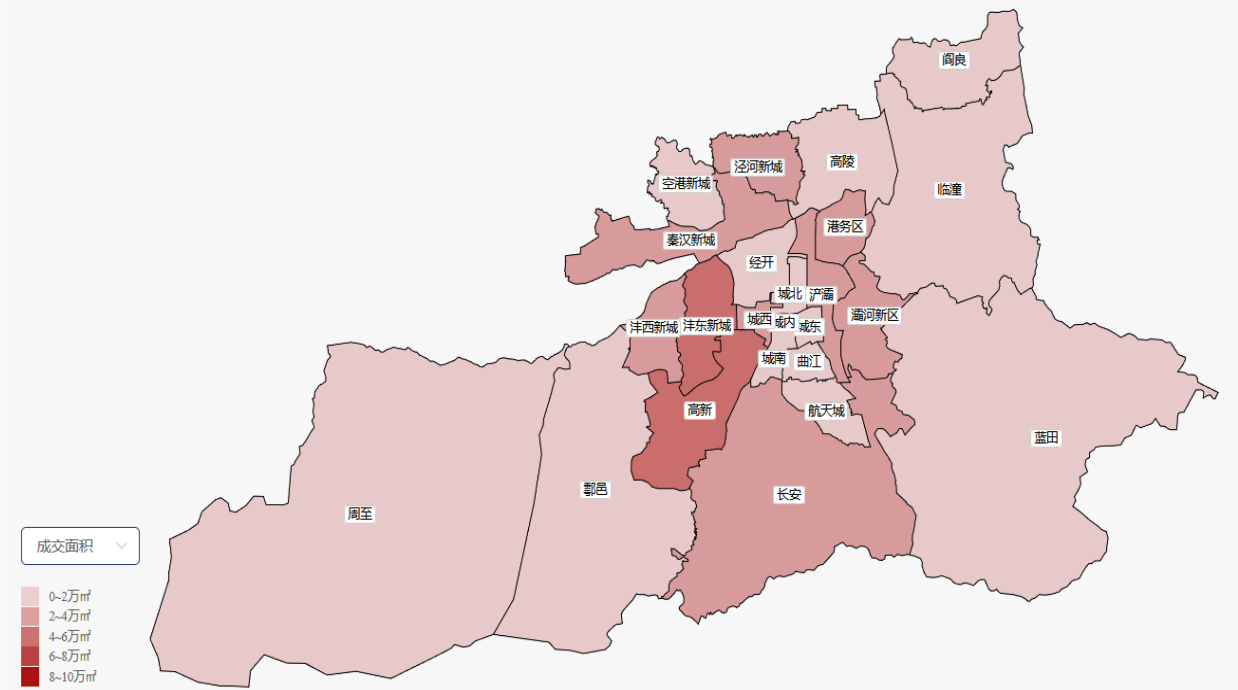 阎良
泾河新城
高陵
空港新城
临潼
港务区
秦汉新城
经开
城北
浐灞
灞河新区
城西
城内
城东
沣西新城
沣东新城
城南
曲江
高新
航天城
蓝田
鄠邑
长安
周至
成交面积
0~2万㎡
2~4万㎡
4~6万㎡
6~8万㎡
8~10万㎡